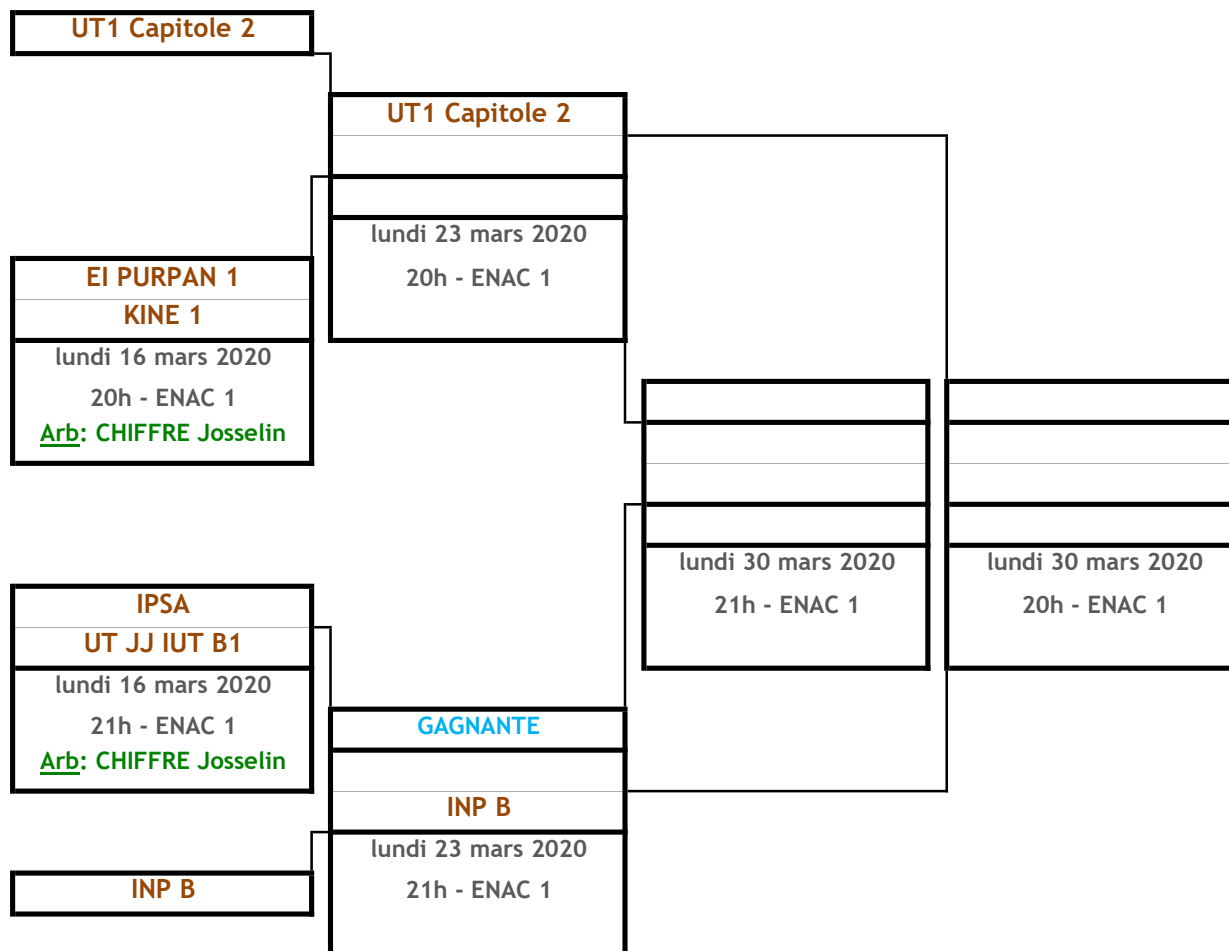 UT1 Capitole 2
UT1 Capitole 2
lundi 23 mars 2020
20h - ENAC 1
EI PURPAN 1
KINE 1
lundi 16 mars 2020
20h - ENAC 1
Arb: CHIFFRE Josselin
IPSA
UT JJ IUT B1
lundi 16 mars 2020
21h - ENAC 1
Arb: CHIFFRE Josselin
GAGNANTE
INP B
lundi 23 mars 2020
21h - ENAC 1
INP B
lundi 30 mars 2020
21h - ENAC 1
lundi 30 mars 2020
20h - ENAC 1